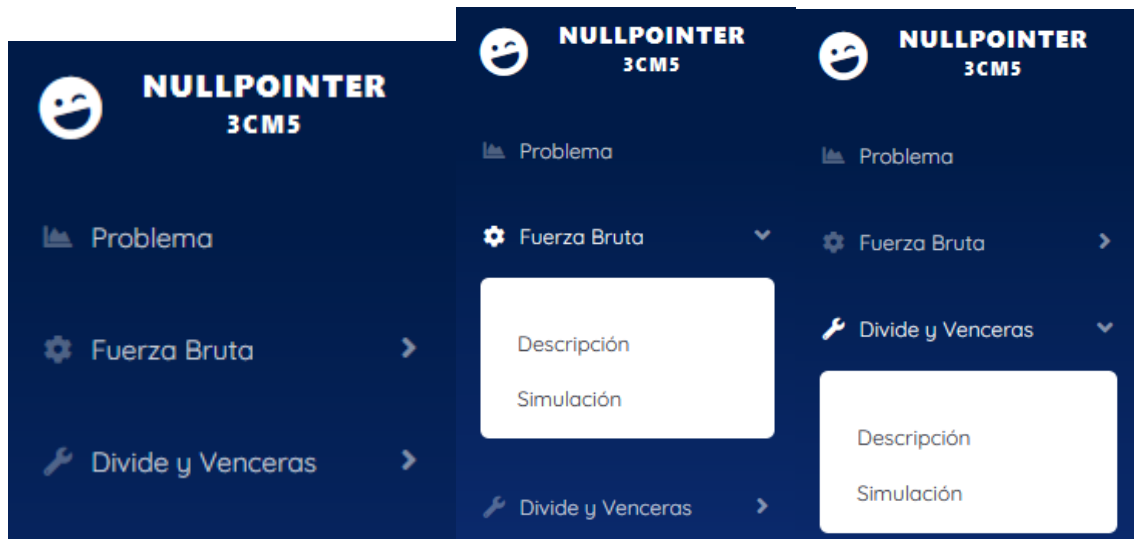 NULLPOINTER
3CM5
Problema
Fuerza Bruta
Divide y Venceras
NULLPOINTER
3CM5
Problema
Fuerza Bruta
Descripción
Simulación
Divide y Venceras
NULLPOINTER
3CM5
Problema
Fuerza Bruta
Divide y Venceras
Descripción
Simulación